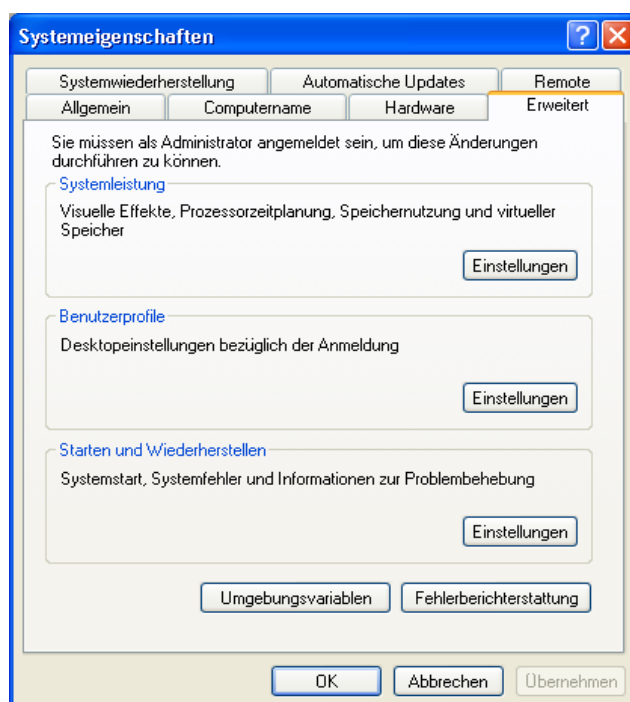 Systemeigenschaften
Systemwiederherstellung Automatische Updates Remote
Allgemein Computername Hardware Erweitert
Sie müssen als Administrator angemeldet sein, um diese Änderungen
durchführen zu können.
Systemleistung
Visuelle Effekte, Prozessorzeitplanung, Speichernutzung und virtueller
Speicher
Einstellungen
Benutzerprofile
Desktopeinstellungen bezüglich der Anmeldung
Einstellungen
Starten und Wiederherstellen
Systemstart, Systemfehler und Informationen zur Problembehebung
Einstellungen
Umgebungsvariablen Fehlerberichterstattung
OK Abbrechen Übernehmen